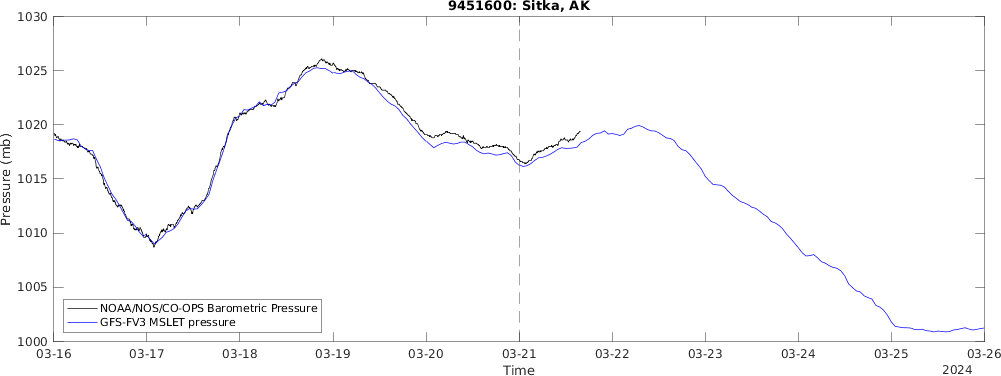 9451600: Sitka, AK
Pressure (mb)
1030
1025
1020
1015
1010
1005
1000
NOAA/NOS/CO-OPS Barometric Pressure
GFS-FV3 MSLET pressure
03-16 03-17 03-18 03-19 03-20 03-21 03-22 03-23 03-24 03-25 03-26
Time
2024